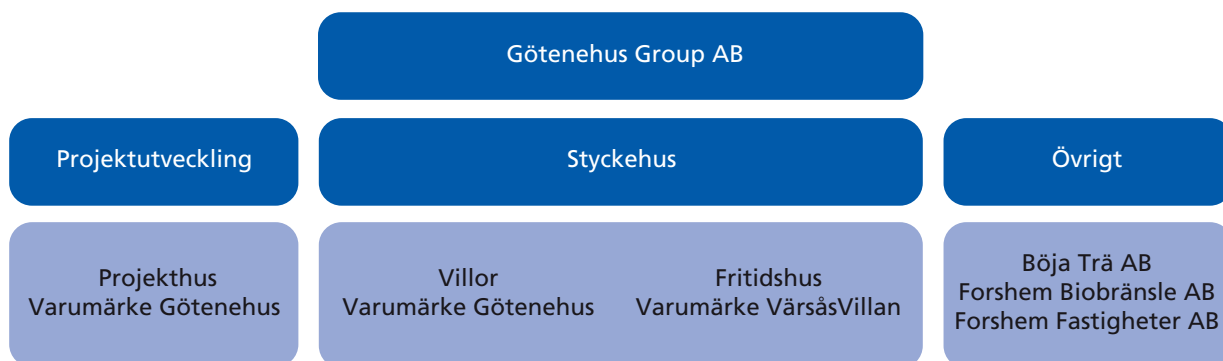 Götenehus Group AB
Projektutveckling
Styckehus
Övrigt
Projekthus
Varumärke Götenehus
Villor
Varumärke Götenehus
Fritidshus
Varumärke VärsåsVillan
Böja Trä AB
Forshem Biobränsle AB
Forshem Fastigheter AB